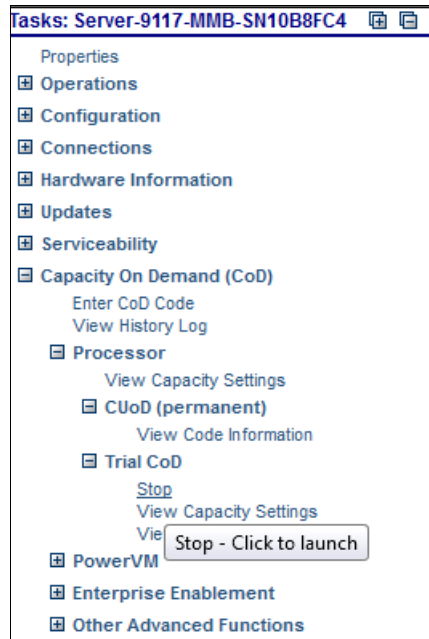 Tasks: Server-9117-MMB-SN10B8FC4
Properties
Operations
Configuration
Connections
Hardware Information
Updates
Serviceability
Capacity On Demand (CoD)
Enter CoD Code
View History Log
Processor
View Capacity Settings
CUoD (permanent)
View Code Information
Trial CoD
Stop
View Capacity Settings
Vie
Stop - Click to launch
PowerVM
Enterprise Enablement
Other Advanced Functions